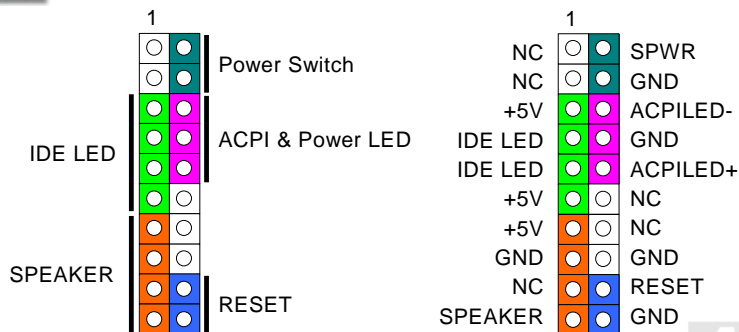 1
Power Switch
IDE LED
ACPI & Power LED
SPEAKER
RESET
1
NC SPWR
NC GND
+5V ACPILED-
IDE LED GND
IDE LED ACPILED+
+5V NC
+5V NC
GND GND
NC RESET
SPEAKER GND